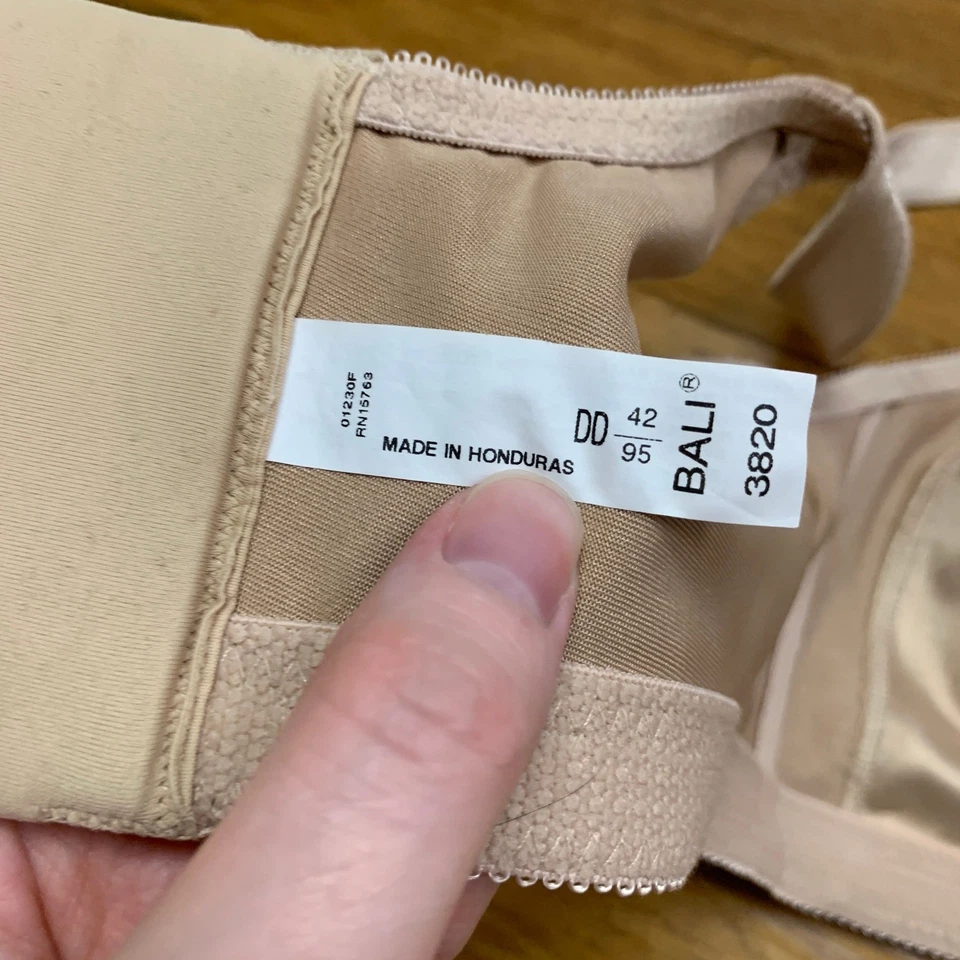 01230F
RN15763
MADE IN HONDURAS
DD 42
95
BALI®
3820